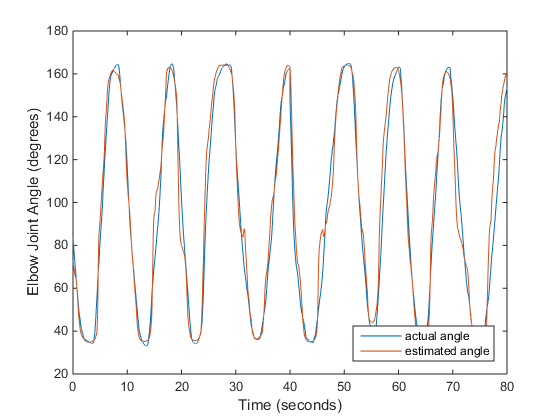 180
160
140
120
100
80
60
40
20
Elbow Joint Angle (degrees)
0 10 20 30 40 50 60 70 80
Time (seconds)
actual angle
estimated angle